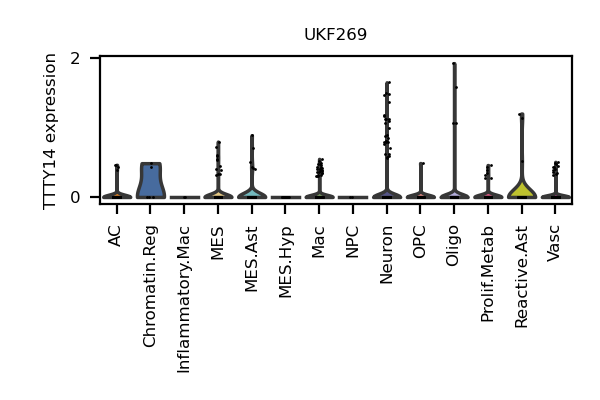 UKF269
TTTY14 expression
2
0
AC
Chromatin.Reg
Inflammatory.Mac
MES
MES.Ast
MES.Hyp
Mac
NPC
Neuron
OPC
Oligo
Prolif.Metab
Reactive.Ast
Vasc